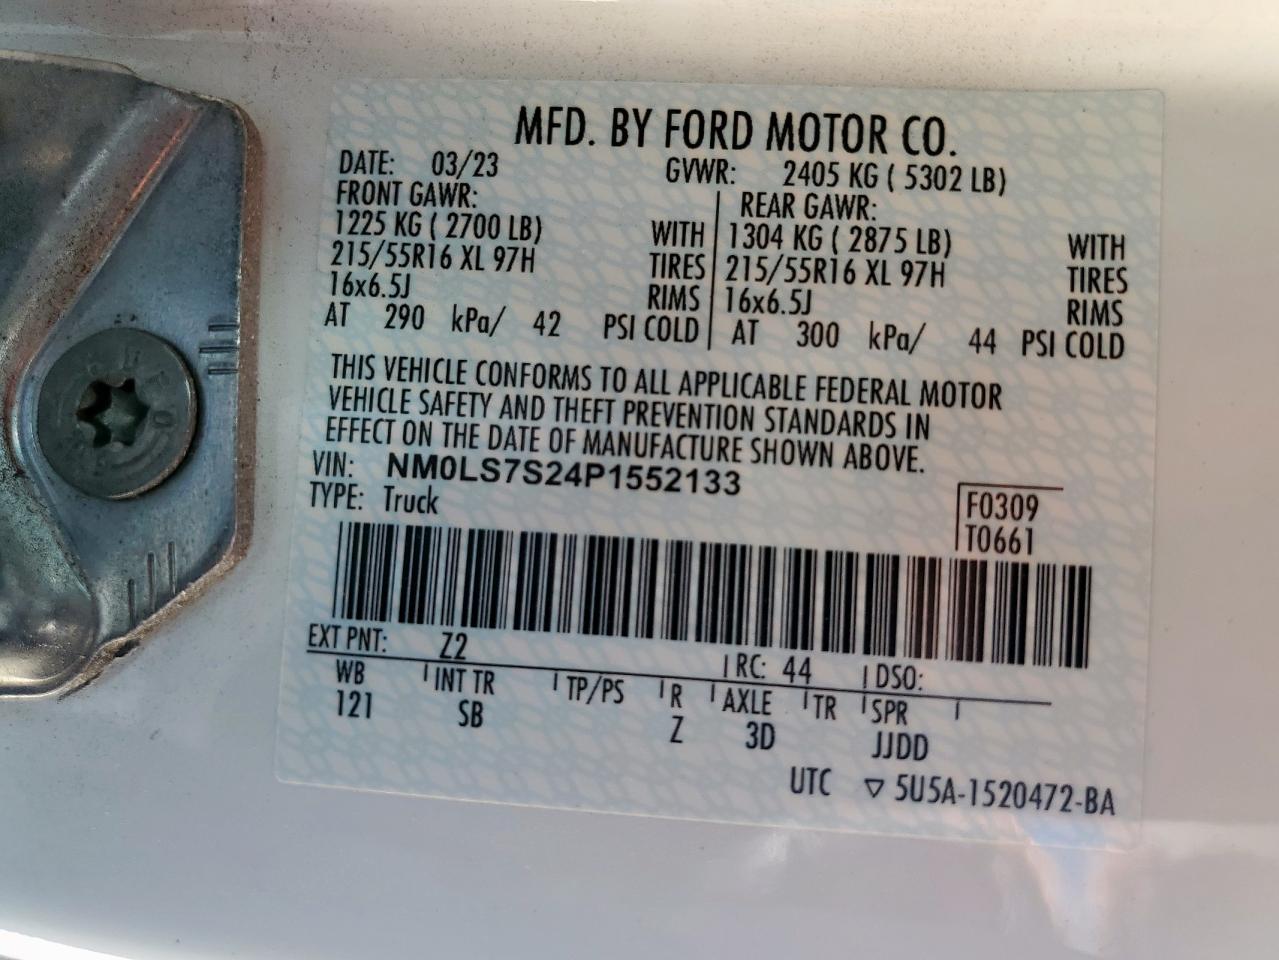 MFD. BY FORD MOTOR CO.
DATE: 03/23 GVWR: 2405 KG ( 5302 LB)
FRONT GAWR: REAR GAWR:
1225 KG ( 2700 LB) WITH 1304 KG ( 2875 LB) WITH
215/55R16 XL 97H TIRES 215/55R16 XL 97H TIRES
16x6.5J RIMS 16x6.5J RIMS
AT 290 kPa/ 42 PSI COLD AT 300 kPa/ 44 PSI COLD
THIS VEHICLE CONFORMS TO ALL APPLICABLE FEDERAL MOTOR
VEHICLE SAFETY AND THEFT PREVENTION STANDARDS IN
EFFECT ON THE DATE OF MANUFACTURE SHOWN ABOVE.
VIN: NM0LS7S24P1552133
TYPE: Truck F0309
T0661
EXT PNT: Z2 RC: 44 DSO:
WB INT TR TP/PS R AXLE TR SPR
121 SB Z 3D JJDD
UTC ▽ 5U5A-1520472-BA